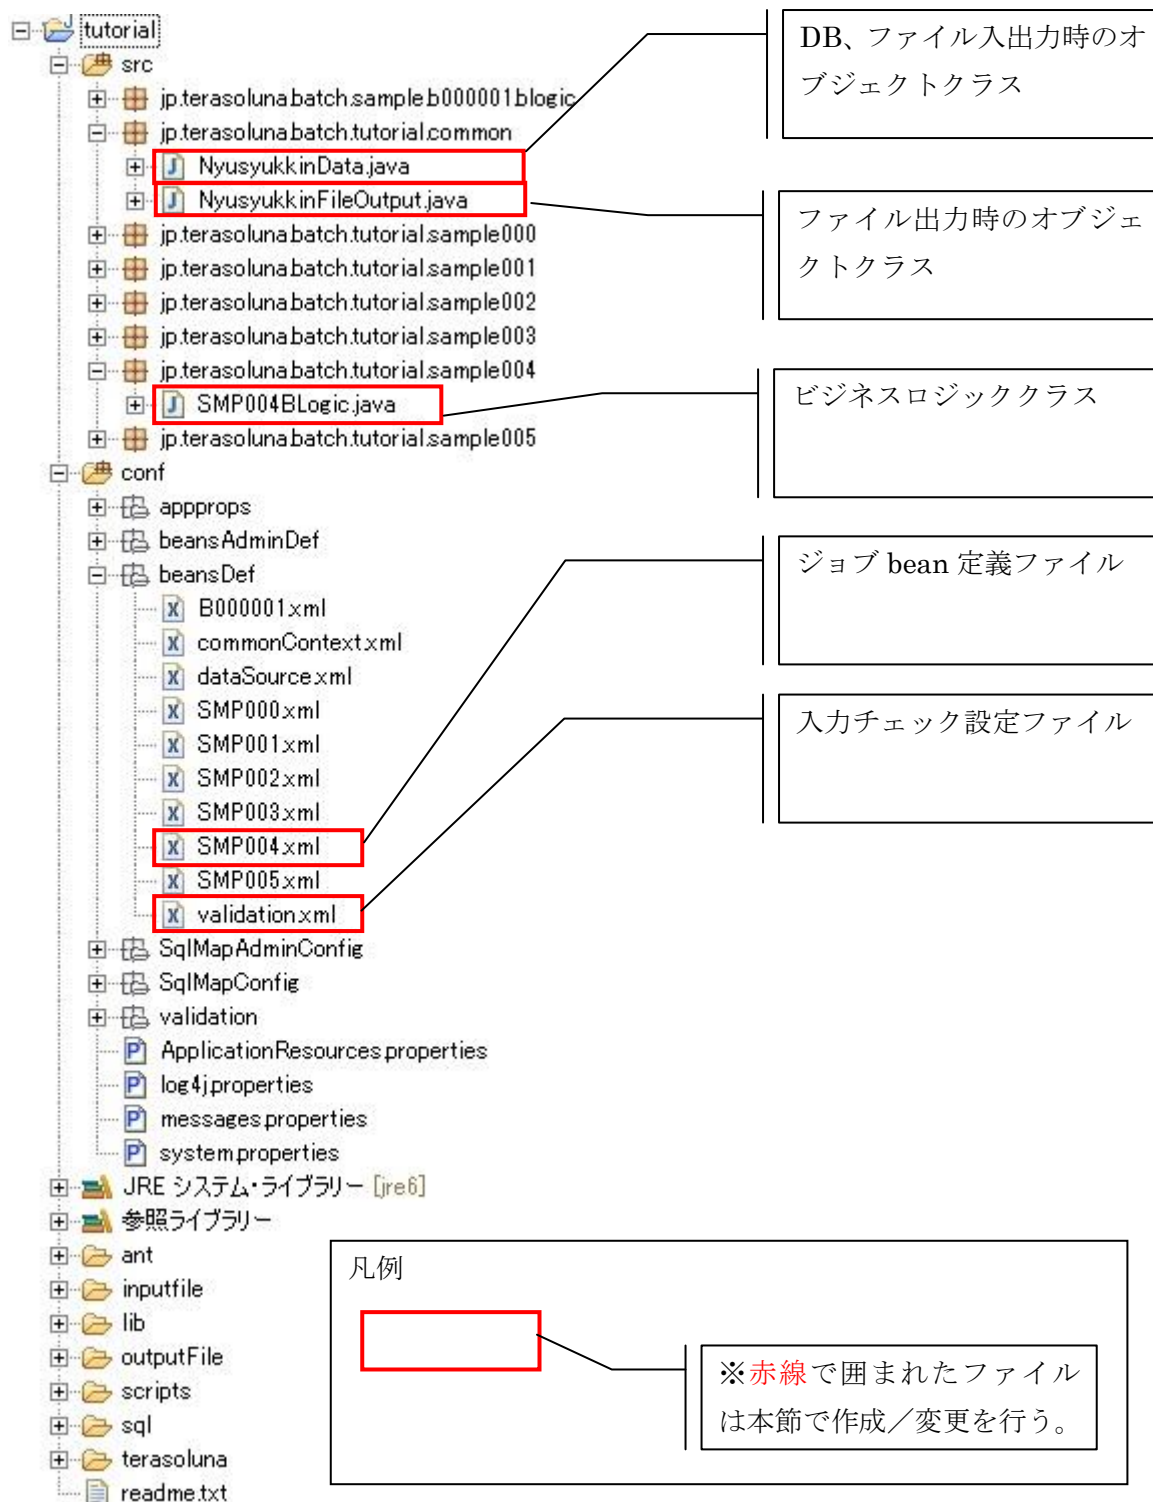 tutorial
src
jp.terasoluna.batch.sample.b000001.blogic
jp.terasoluna.batch.tutorial.common
NyusyukkinData.java
NyusyukkinFileOutput.java
jp.terasoluna.batch.tutorial.sample000
jp.terasoluna.batch.tutorial.sample001
jp.terasoluna.batch.tutorial.sample002
jp.terasoluna.batch.tutorial.sample003
jp.terasoluna.batch.tutorial.sample004
SMP004BLogic.java
jp.terasoluna.batch.tutorial.sample005
conf
appprops
beansAdminDef
beansDef
B000001.xml
commonContext.xml
dataSource.xml
SMP000.xml
SMP001.xml
SMP002.xml
SMP003.xml
SMP004.xml
SMP005.xml
validation.xml
SqlMapAdminConfig
SqlMapConfig
validation
ApplicationResources.properties
log4j.properties
messages.properties
system.properties
JRE システム・ライブラリー [jre6]
参照ライブラリー
ant
inputfile
lib
outputFile
scripts
sql
terasoluna
readme.txt
DB、ファイル入出力時のオ
ブジェクトクラス
ファイル出力時のオブジェ
クトクラス
ビジネスロジッククラス
ジョブ bean 定義ファイル
入力チェック設定ファイル
凡例
※赤線で囲まれたファイル
は本節で作成／変更を行う。